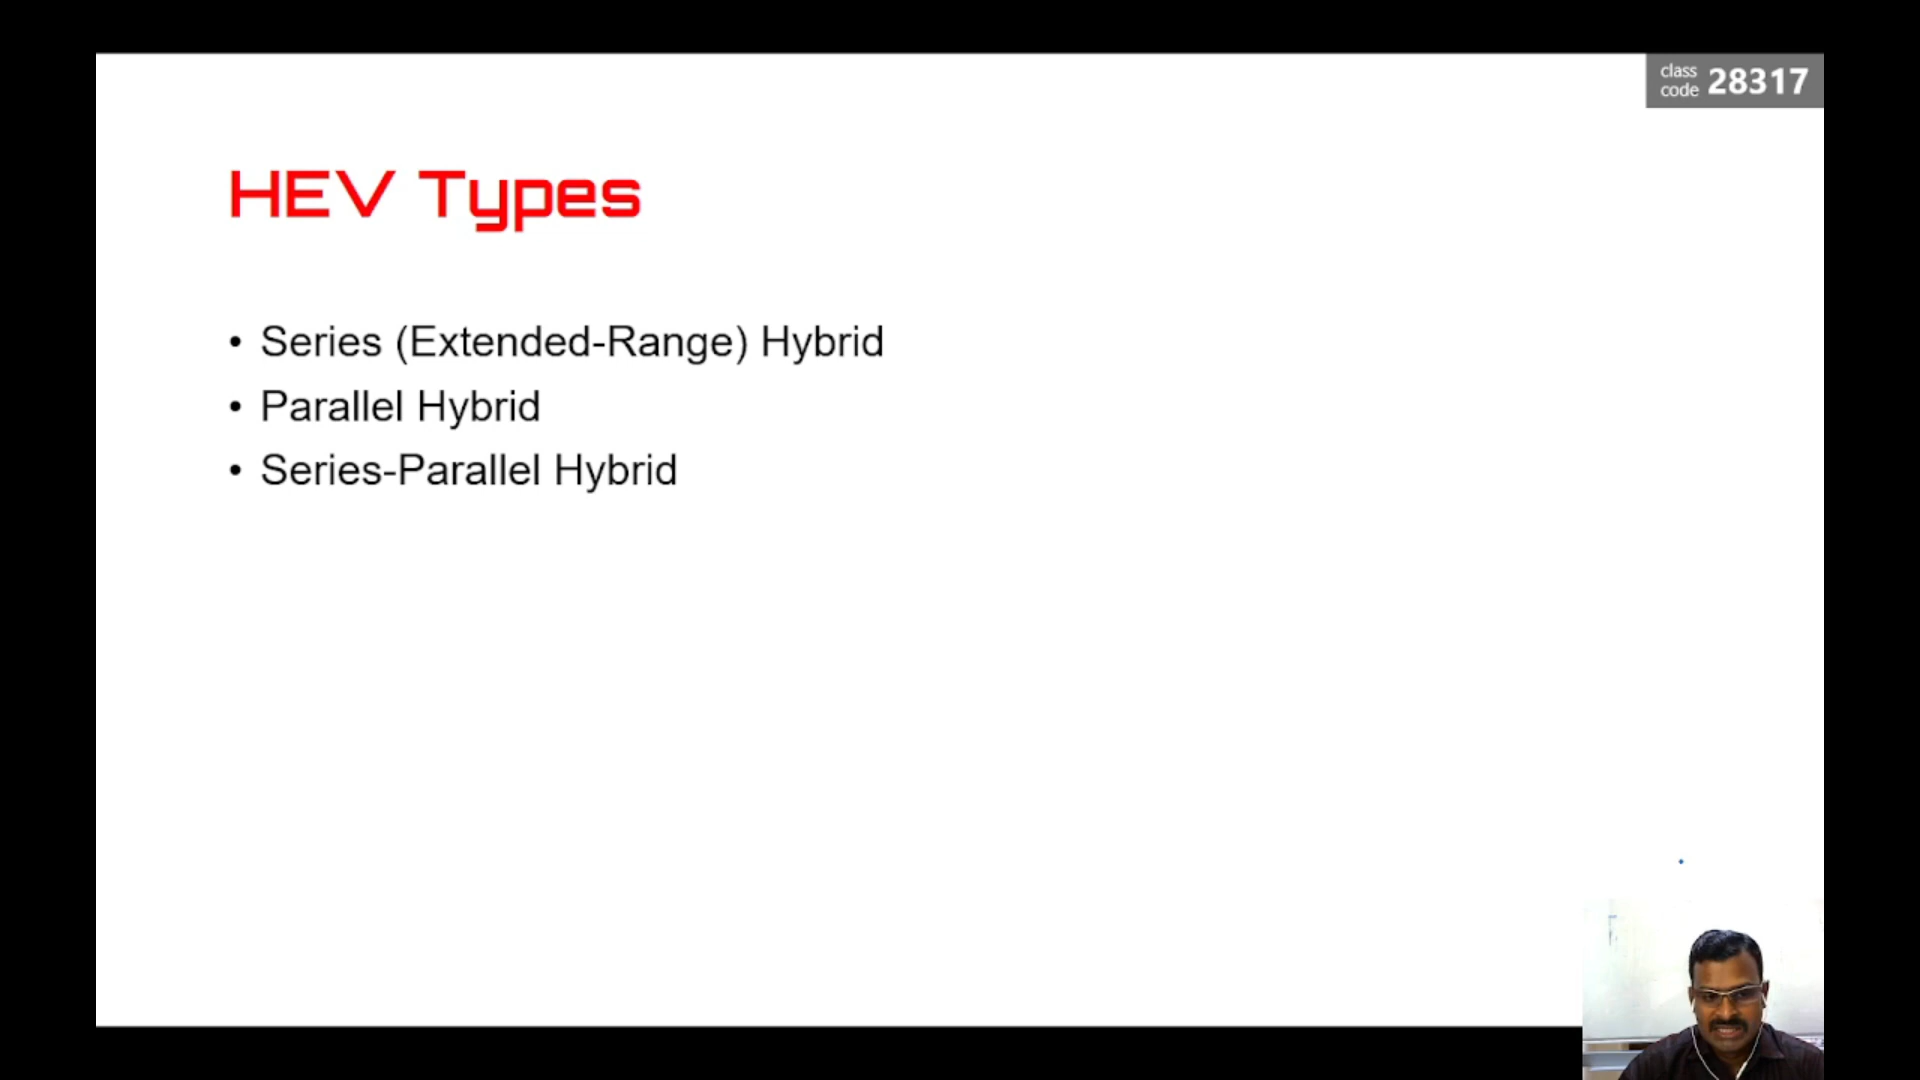 class code 28317
HEV Types
• Series (Extended-Range) Hybrid
• Parallel Hybrid
• Series-Parallel Hybrid